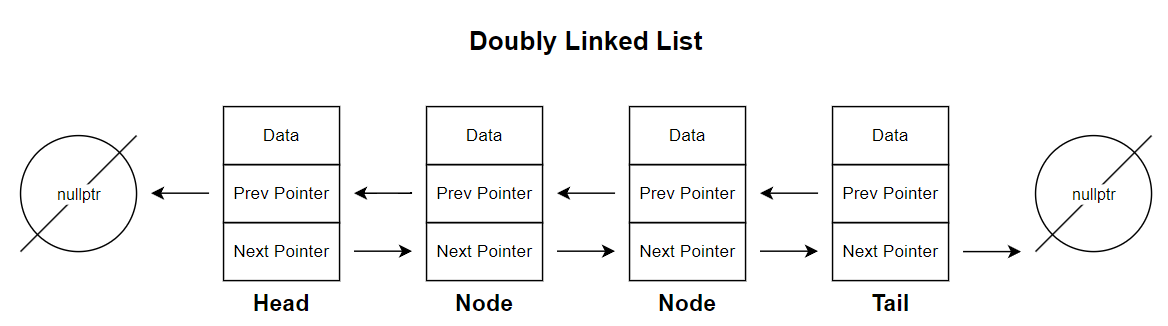 Doubly Linked List
Data Data Data Data
nullptr Prev Pointer Prev Pointer Prev Pointer Prev Pointer nullptr
Next Pointer Next Pointer Next Pointer Next Pointer
Head Node Node Tail